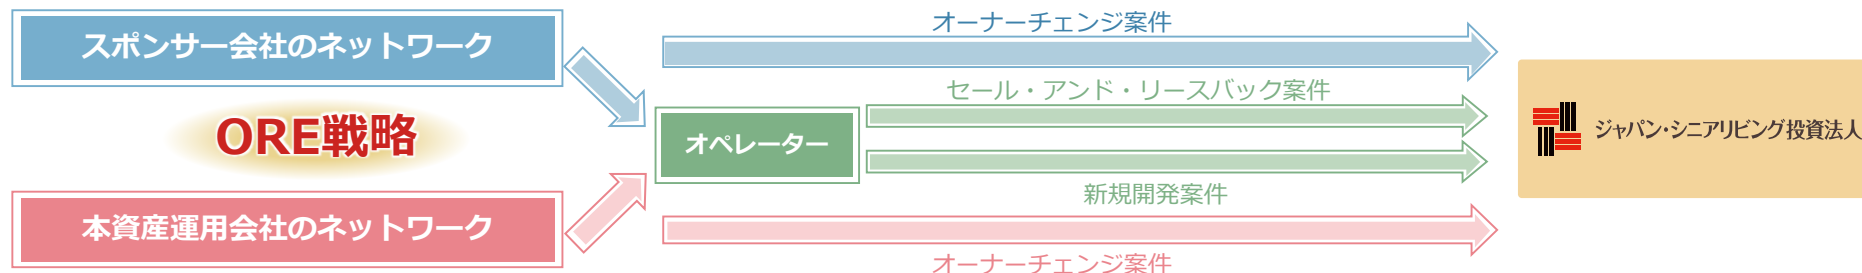 オーナーチェンジ案件
スポンサー会社のネットワーク
セール・アンド・リースバック案件
ORE戦略
オペレーター
ジャパン・シニアリビング投資法人
新規開発案件
本資産運用会社のネットワーク
オーナーチェンジ案件